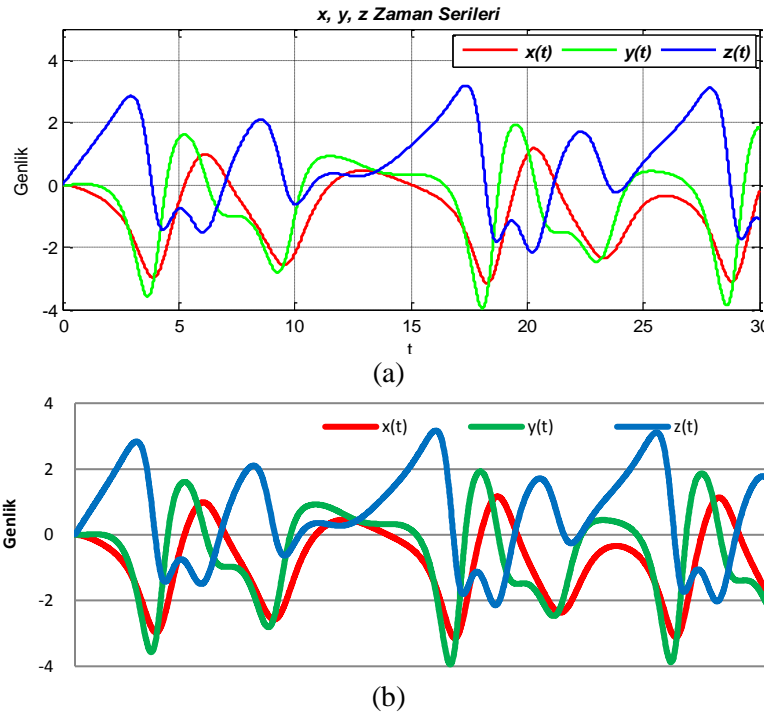 x, y, z Zaman Serileri
x(t) y(t) z(t)
Genlik
4
2
0
-2
-4
0 5 10 15 20 25 30
t
(a)
x(t) y(t) z(t)
Genlik
4
2
0
-2
-4
(b)